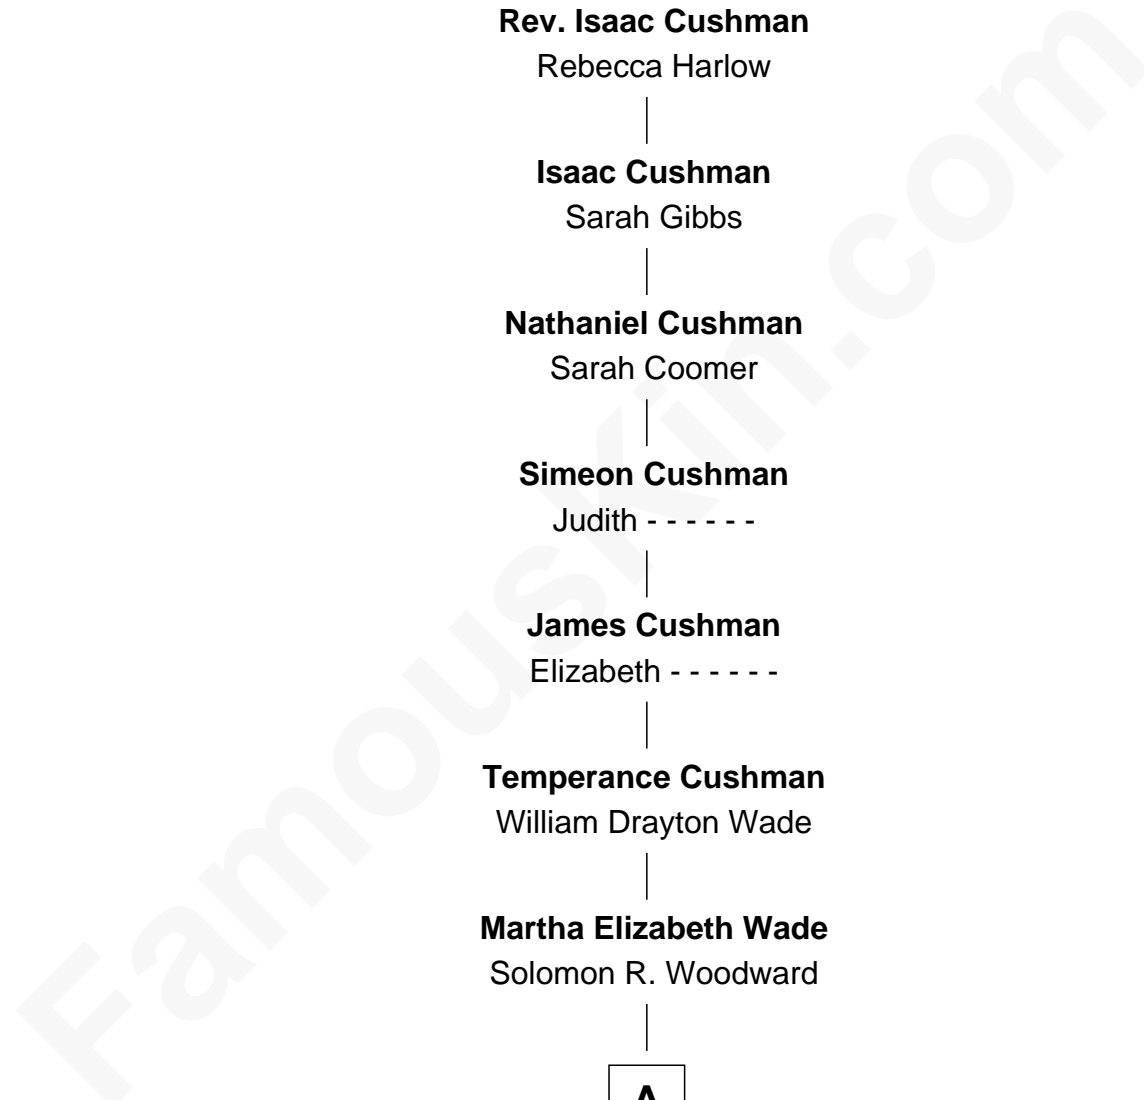 Rev. Isaac Cushman
Rebecca Harlow
Isaac Cushman
Sarah Gibbs
Nathaniel Cushman
Sarah Coomer
Simeon Cushman
Judith - - - - - -
James Cushman
Elizabeth - - - - - -
Temperance Cushman
William Drayton Wade
Martha Elizabeth Wade
Solomon R. Woodward
A
FamousKin.com